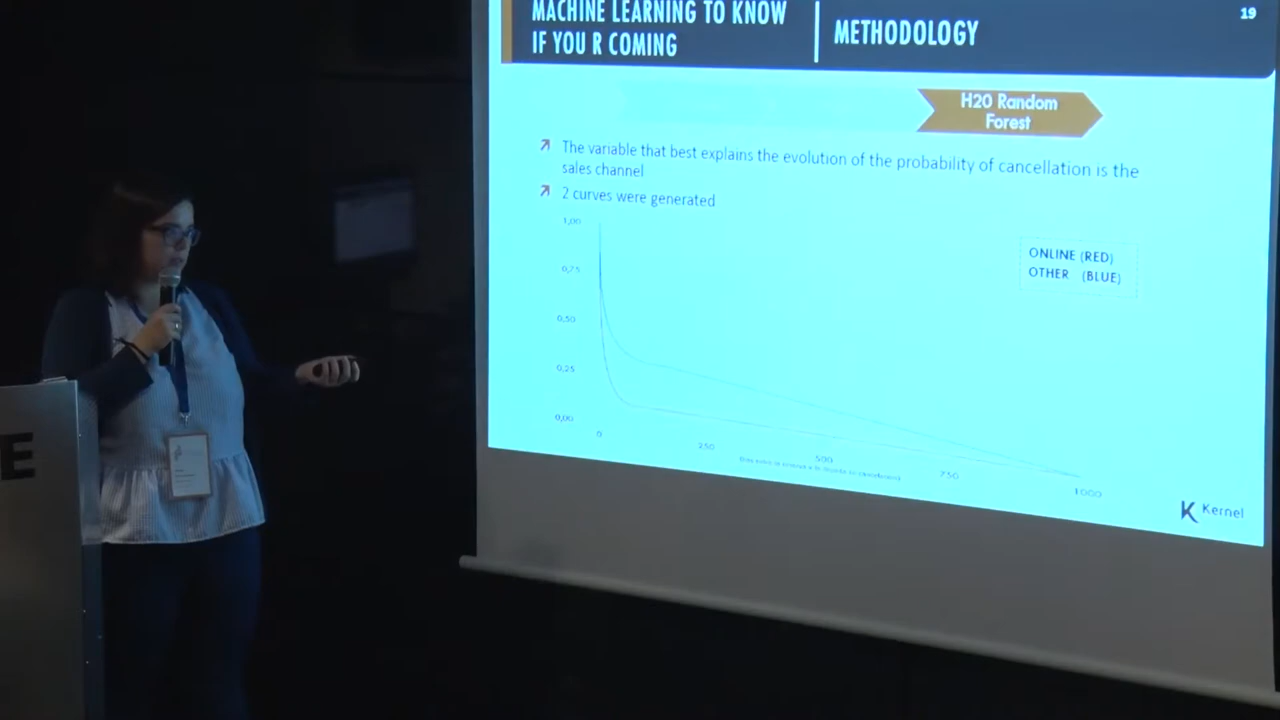 MACHINE LEARNING TO KNOW
IF YOU R COMING
METHODOLOGY
19
H20 Random
Forest
The variable that best explains the evolution of the probability of cancellation is the
sales channel
2 curves were generated
1,00
0,75
0,50
0,25
0,00
0
250
500
750
1000
ONLINE (RED)
OTHER (BLUE)
K Kernel
E